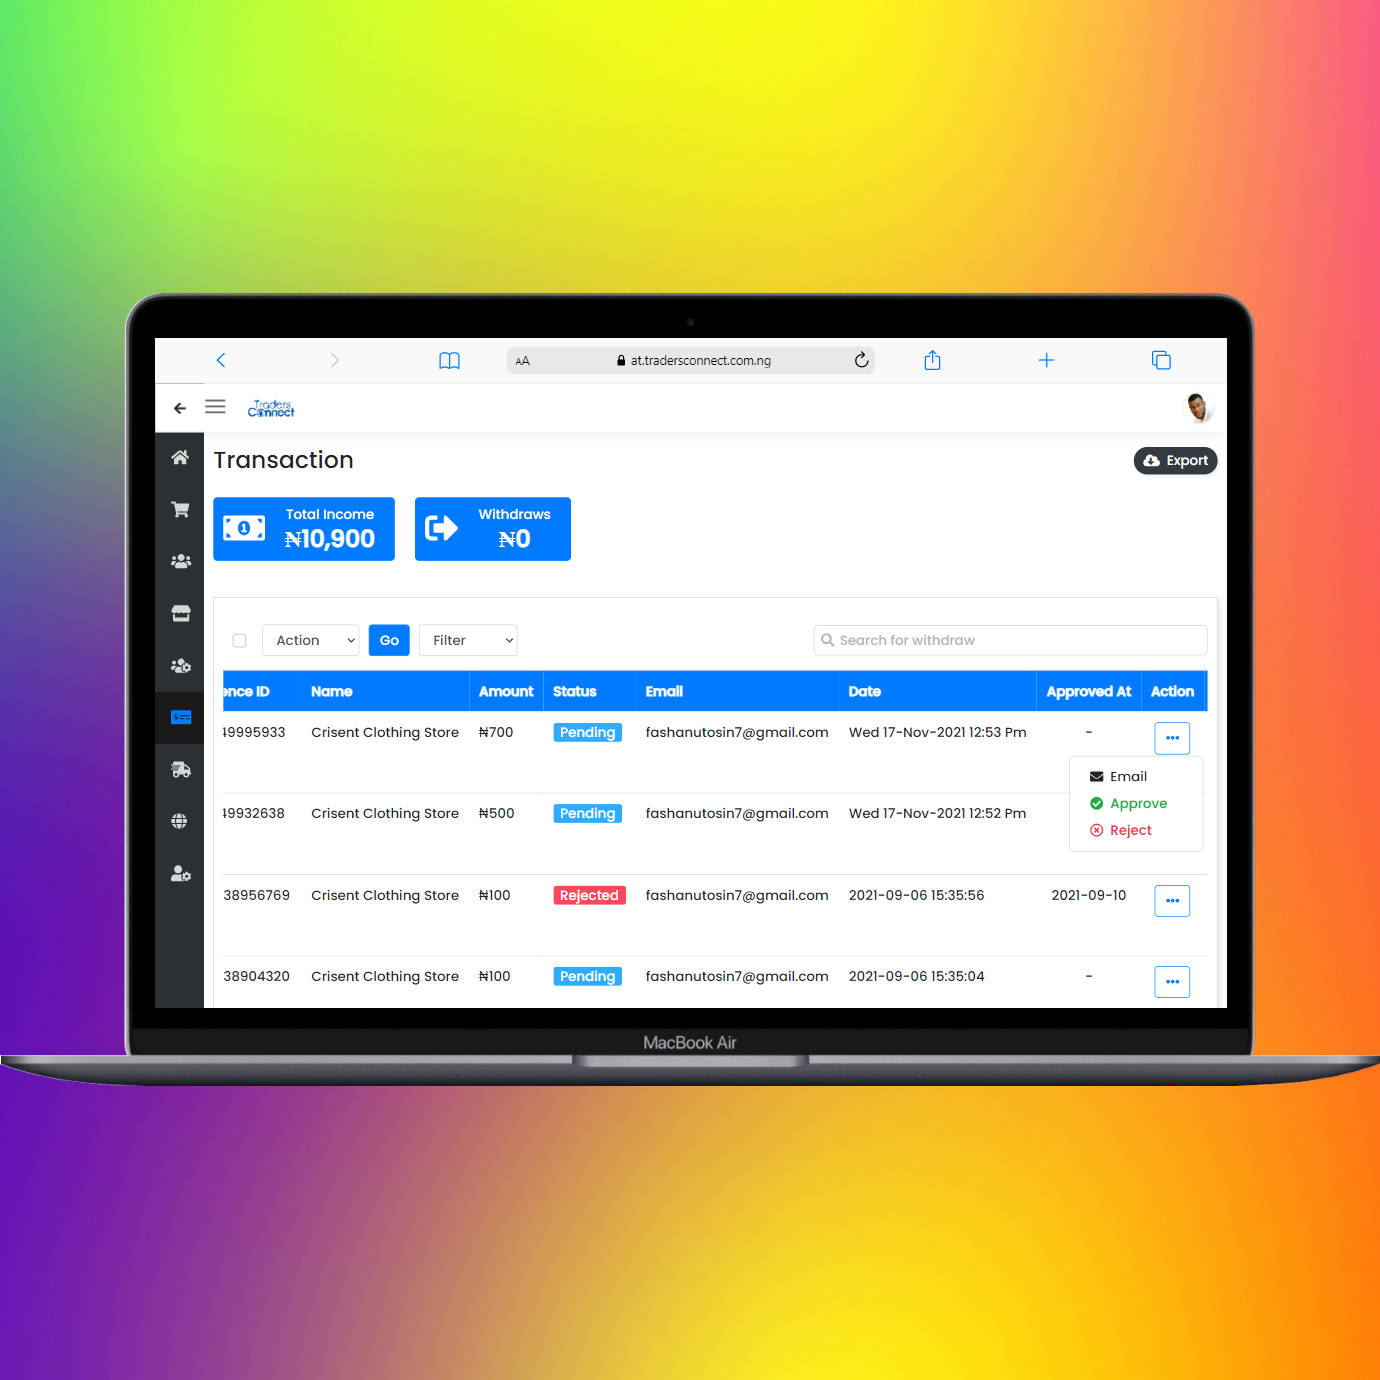 AA at.tradersconnect.com.ng
Traders
Connect
Transaction
Export
Total Income
₦10,900
Withdraws
₦0
Action Go Filter Search for withdraw
ence ID Name Amount Status Email Date Approved At Action
49995933 Crisent Clothing Store ₦700 Pending fashanutosin7@gmail.com Wed 17-Nov-2021 12:53 Pm -
Email
Approve
Reject
49932638 Crisent Clothing Store ₦500 Pending fashanutosin7@gmail.com Wed 17-Nov-2021 12:52 Pm
38956769 Crisent Clothing Store ₦100 Rejected fashanutosin7@gmail.com 2021-09-06 15:35:56 2021-09-10
38904320 Crisent Clothing Store ₦100 Pending fashanutosin7@gmail.com 2021-09-06 15:35:04 -
MacBook Air